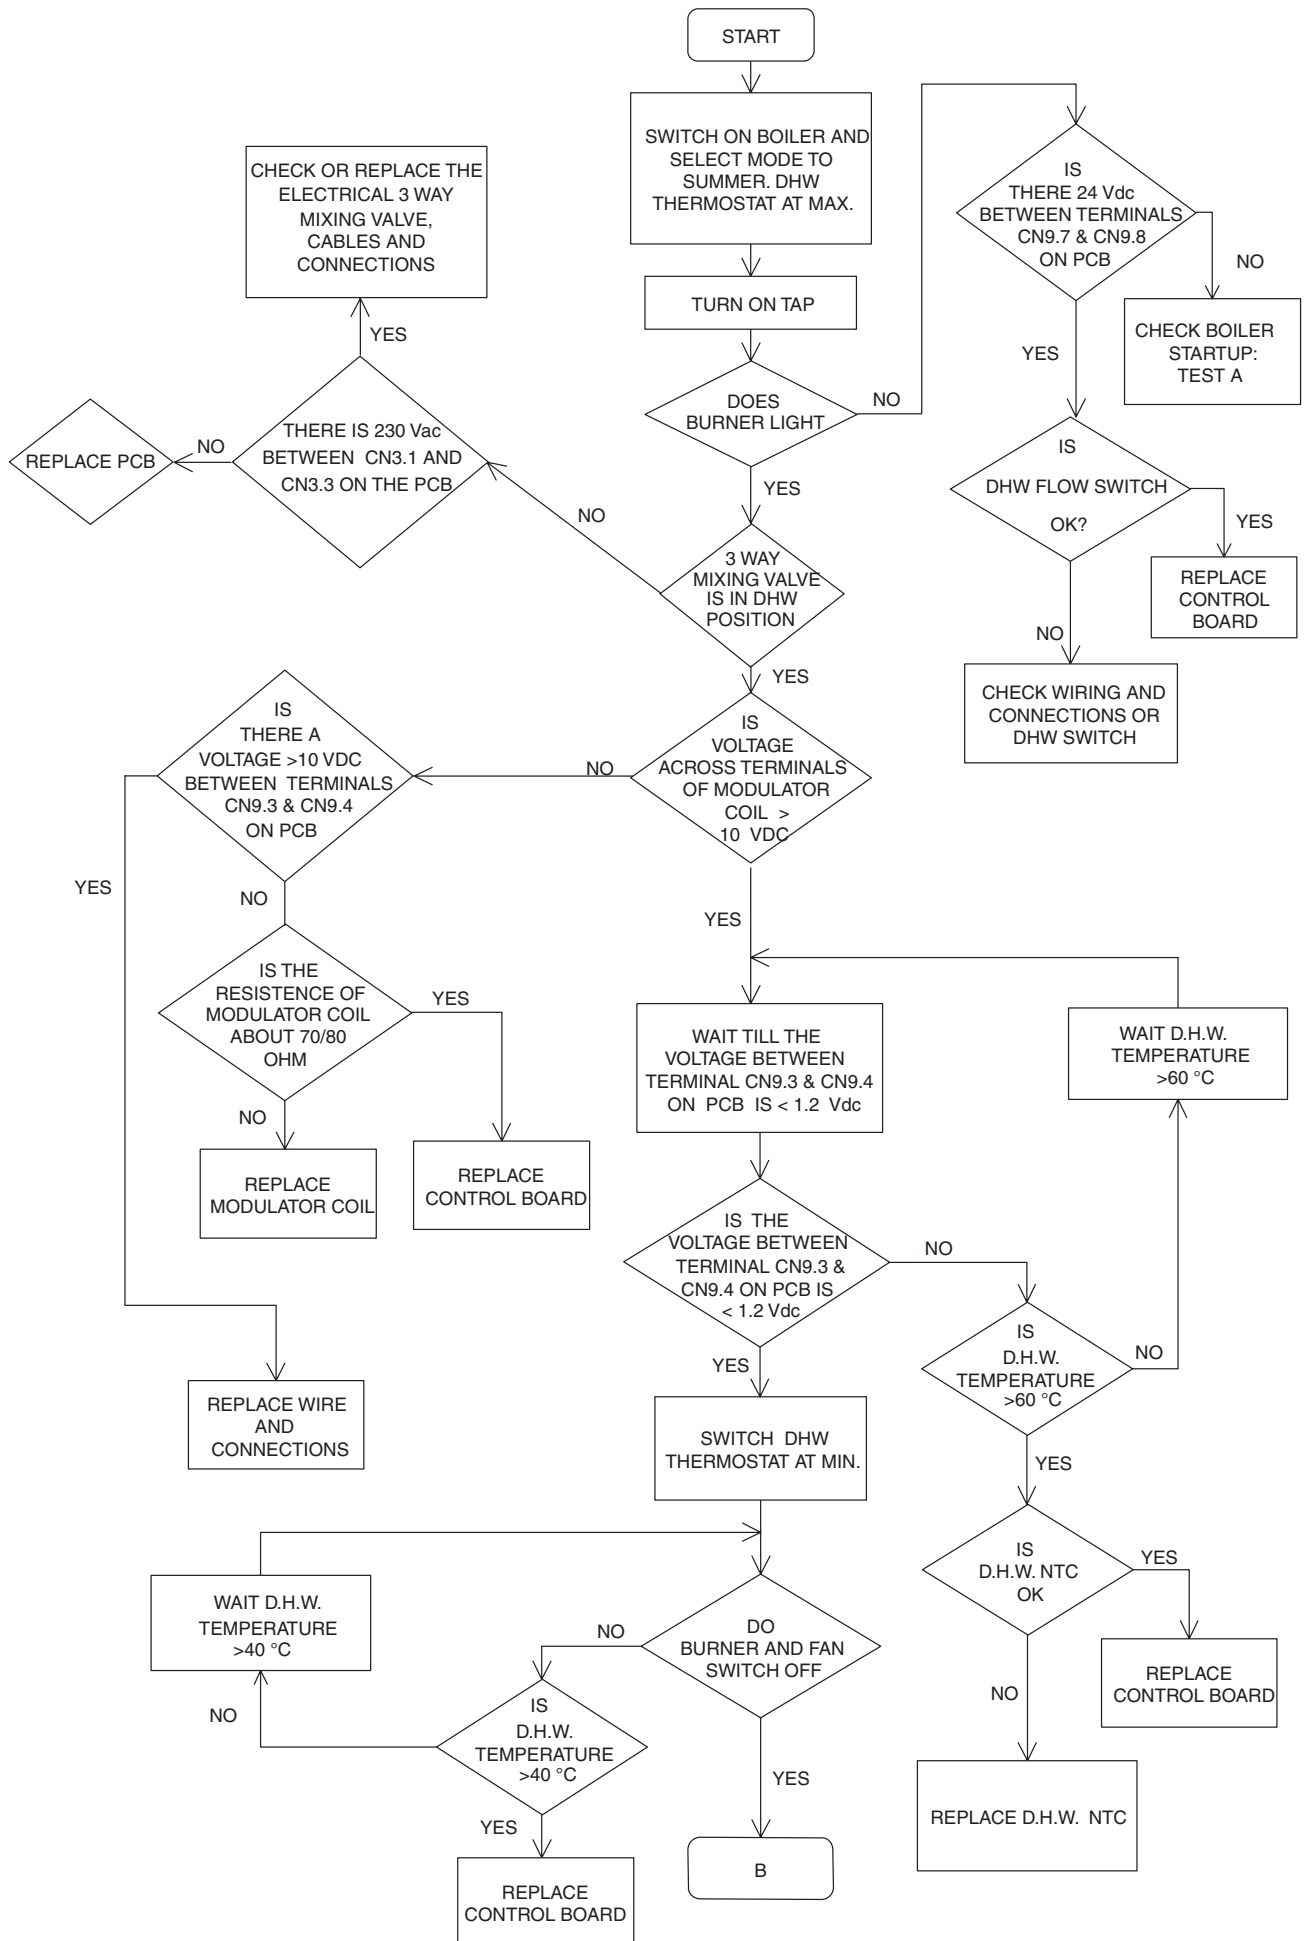 START
SWITCH ON BOILER AND
SELECT MODE TO
SUMMER. DHW
THERMOSTAT AT MAX.
TURN ON TAP
DOES
BURNER LIGHT
NO
YES
IS
THERE 24 Vdc
BETWEEN TERMINALS
CN9.7 & CN9.8
ON PCB
NO
CHECK BOILER
STARTUP:
TEST A
YES
IS
DHW FLOW SWITCH
OK?
YES
REPLACE
CONTROL
BOARD
NO
CHECK WIRING AND
CONNECTIONS OR
DHW SWITCH
3 WAY
MIXING VALVE
IS IN DHW
POSITION
NO
THERE IS 230 Vac
BETWEEN CN3.1 AND
CN3.3 ON THE PCB
YES
CHECK OR REPLACE THE
ELECTRICAL 3 WAY
MIXING VALVE,
CABLES AND
CONNECTIONS
NO
REPLACE PCB
YES
IS
VOLTAGE
ACROSS TERMINALS
OF MODULATOR
COIL >
10 VDC
NO
IS
THERE A
VOLTAGE >10 VDC
BETWEEN TERMINALS
CN9.3 & CN9.4
ON PCB
YES
REPLACE WIRE
AND
CONNECTIONS
NO
IS THE
RESISTENCE OF
MODULATOR COIL
ABOUT 70/80
OHM
YES
REPLACE
CONTROL BOARD
NO
REPLACE
MODULATOR COIL
YES
WAIT TILL THE
VOLTAGE BETWEEN
TERMINAL CN9.3 & CN9.4
ON PCB IS < 1.2 Vdc
IS THE
VOLTAGE BETWEEN
TERMINAL CN9.3 &
CN9.4 ON PCB IS
< 1.2 Vdc
NO
IS
D.H.W.
TEMPERATURE
>60 °C
NO
WAIT D.H.W.
TEMPERATURE
>60 °C
YES
IS
D.H.W. NTC
OK
YES
REPLACE
CONTROL BOARD
NO
REPLACE D.H.W. NTC
YES
SWITCH DHW
THERMOSTAT AT MIN.
DO
BURNER AND FAN
SWITCH OFF
NO
IS
D.H.W.
TEMPERATURE
>40 °C
NO
WAIT D.H.W.
TEMPERATURE
>40 °C
YES
REPLACE
CONTROL BOARD
YES
B